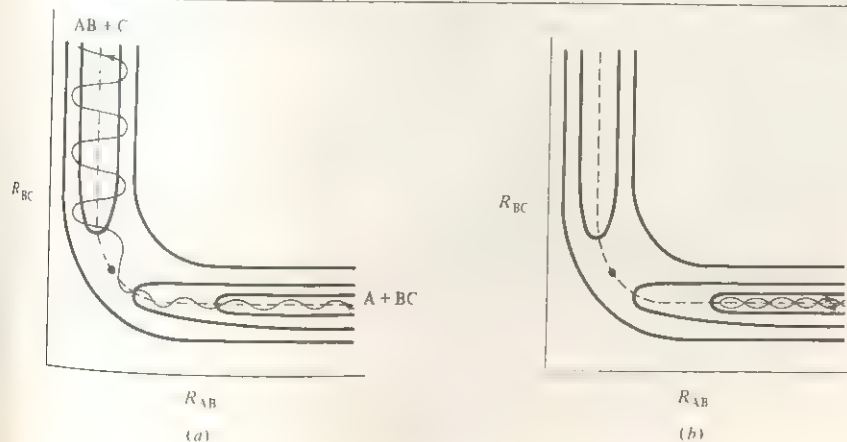 AB + C
R_BC
A + BC
R_AB
(a)
R_BC
R_AB
(b)